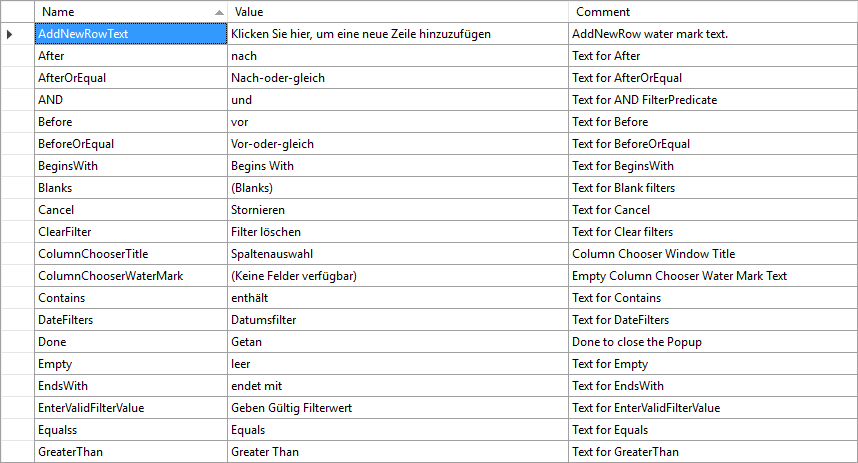 Name Value Comment
AddNewRowText Klicken Sie hier, um eine neue Zeile hinzuzufügen AddNewRow water mark text.
After nach Text for After
AfterOrEqual Nach-oder-gleich Text for AfterOrEqual
AND und Text for AND FilterPredicate
Before vor Text for Before
BeforeOrEqual Vor-oder-gleich Text for BeforeOrEqual
BeginsWith Begins With Text for BeginsWith
Blanks (Blanks) Text for Blank filters
Cancel Stornieren Text for Cancel
ClearFilter Filter löschen Text for Clear filters
ColumnChooserTitle Spaltenauswahl Column Chooser Window Title
ColumnChooserWaterMark (Keine Felder verfügbar) Empty Column Chooser Water Mark Text
Contains enthält Text for Contains
DateFilters Datumsfilter Text for DateFilters
Done Getan Done to close the Popup
Empty leer Text for Empty
EndsWith endet mit Text for EndsWith
EnterValidFilterValue Geben Gültig Filterwert Text for EnterValidFilterValue
Equalss Equals Text for Equals
GreaterThan Greater Than Text for GreaterThan